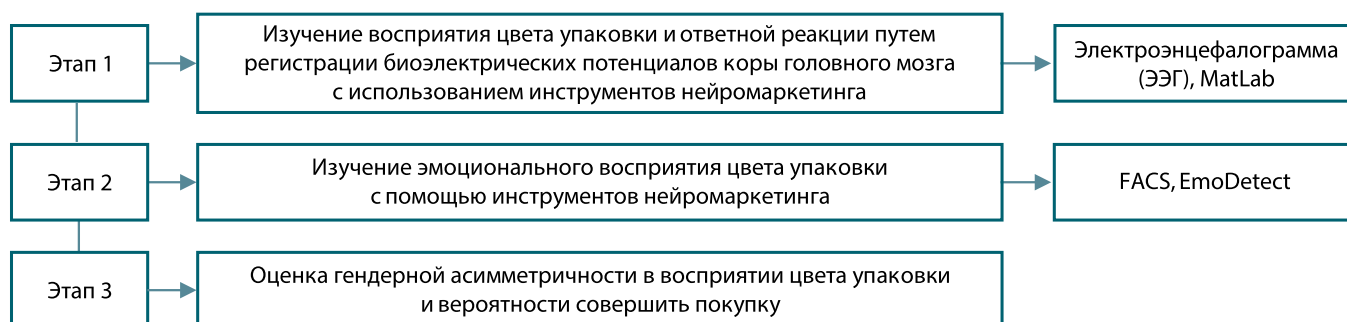 Этап 1
Изучение восприятия цвета упаковки и ответной реакции путем
регистрации биоэлектрических потенциалов коры головного мозга
с использованием инструментов нейромаркетинга
Электроэнцефалограмма
(ЭЭГ), MatLab
Этап 2
Изучение эмоционального восприятия цвета упаковки
с помощью инструментов нейромаркетинга
FACS, EmoDetect
Этап 3
Оценка гендерной асимметричности в восприятии цвета упаковки
и вероятности совершить покупку